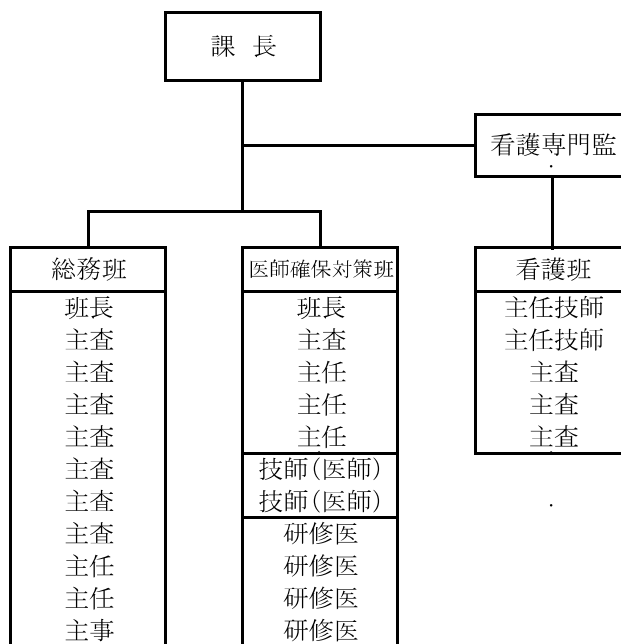 課 長
看護専門監
総務班
班長
主査
主査
主査
主査
主査
主査
主査
主任
主任
主事
医師確保対策班
班長
主査
主任
主任
主任
技師（医師）
技師（医師）
研修医
研修医
研修医
研修医
看護班
主任技師
主任技師
主査
主査
主査